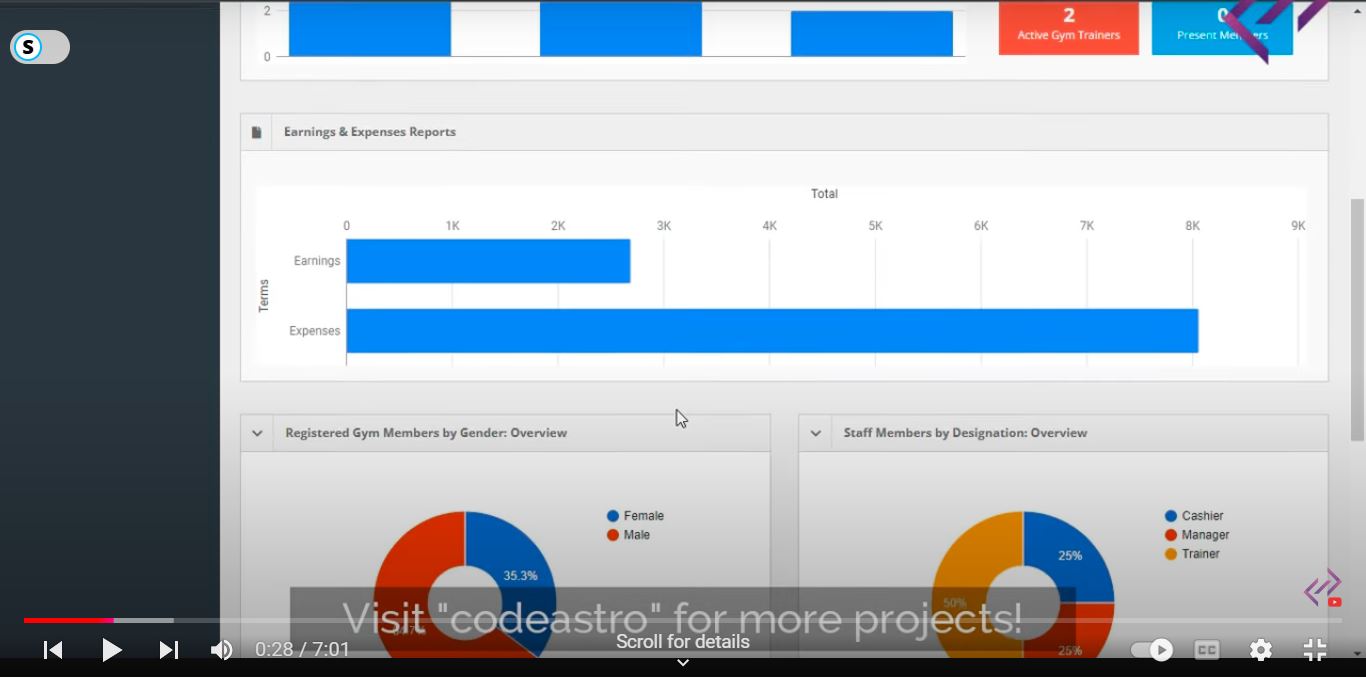 S
2
0
2
Active Gym Trainers
0
Present Members
Earnings & Expenses Reports
Total
0 1K 2K 3K 4K 5K 6K 7K 8K 9K
Terms
Earnings
Expenses
Registered Gym Members by Gender: Overview
Female
Male
35.3%
64.7%
Staff Members by Designation: Overview
Cashier
Manager
Trainer
25%
50%
25%
Visit "codeastro" for more projects!
Scroll for details
0:28 / 7:01
CC